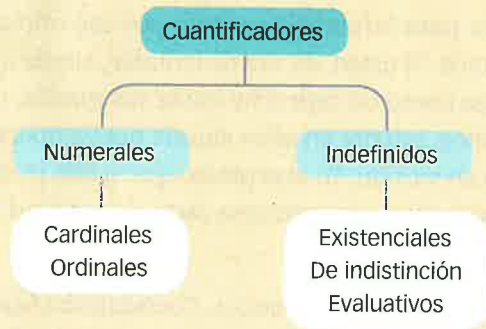 Cuantificadores
Numerales
Indefinidos
Cardinales
Ordinales
Existenciales
De indistinción
Evaluativos